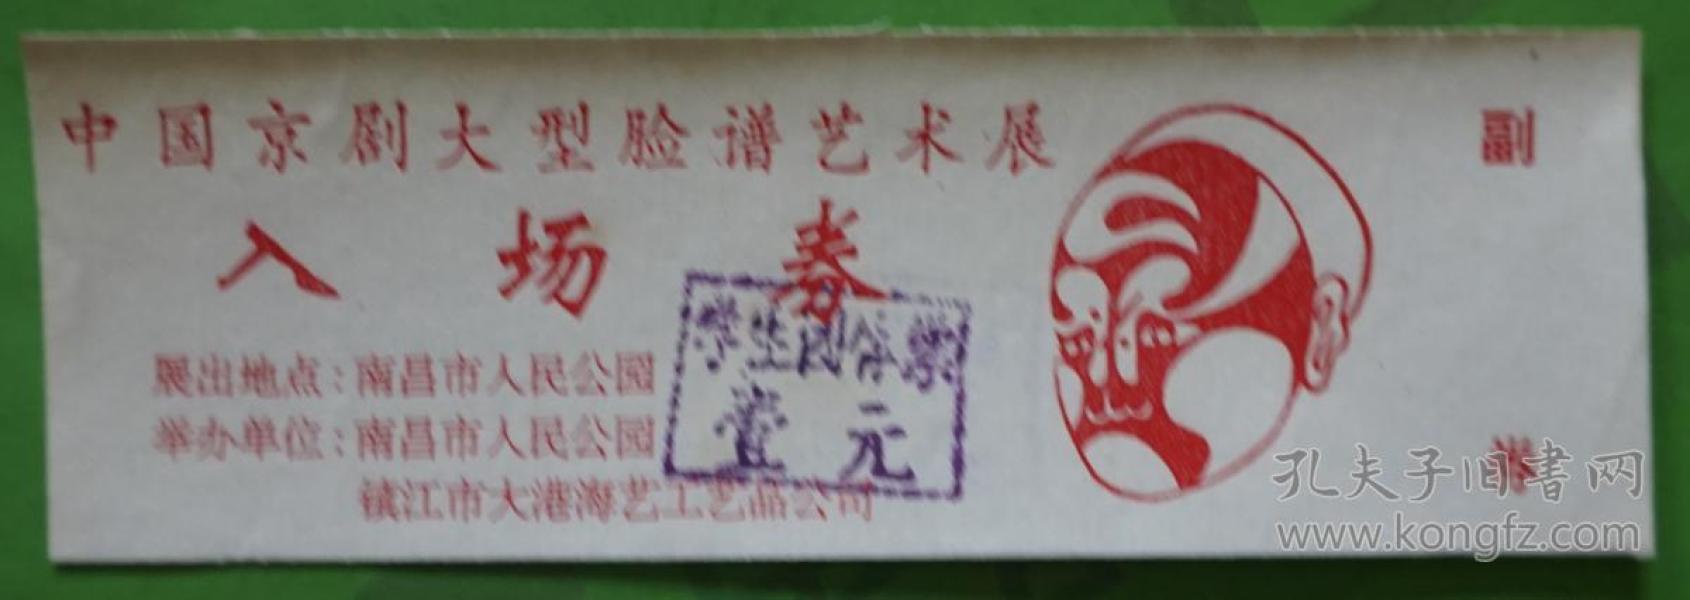 中国京剧大型脸谱艺术展
入场券
展出地点：南昌市人民公园
举办单位：南昌市人民公园
镇江市大港海艺工艺品公司
学生团体票
壹元
副
券
孔夫子旧书网
www.kongfz.com